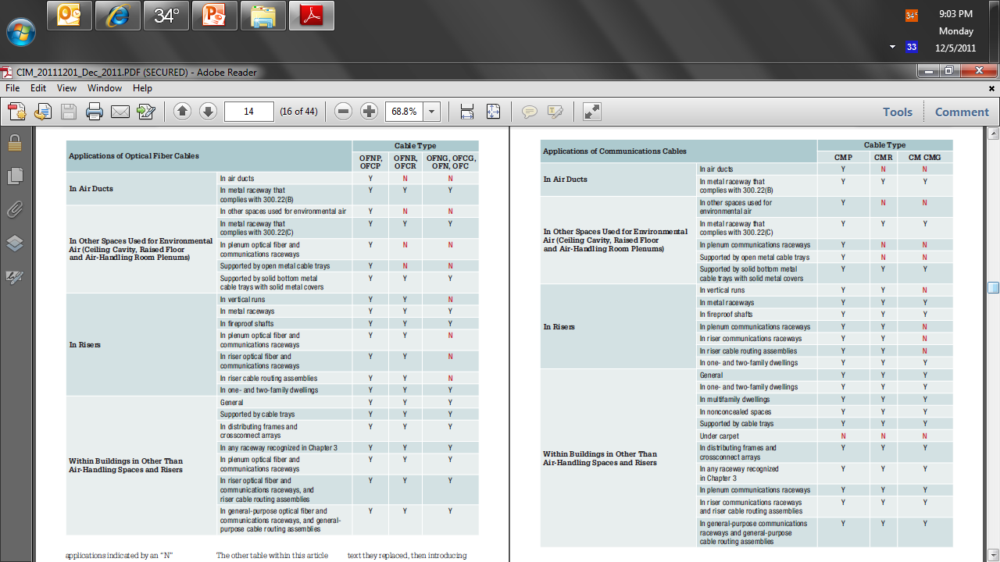 34°
34°
9:03 PM
Monday
33
12/5/2011
CIM_20111201_Dec_2011.PDF (SECURED) - Adobe Reader
File Edit View Window Help
14 (16 of 44) 68.8% Tools Comment
Applications of Optical Fiber Cables
Cable Type
OFNP, OFNR, OFNG, OFCG,
OFCP OFCR OFN, OFC
In Air Ducts
In air ducts Y N N
In metal raceway that Y Y Y
complies with 300.22(B)
In Other Spaces Used for Environmental
Air (Ceiling Cavity, Raised Floor
and Air-Handling Room Plenums)
In other spaces used for environmental air Y N N
In metal raceway that Y Y Y
complies with 300.22(C)
In plenum optical fiber and Y N N
communications raceways
Supported by open metal cable trays Y N N
Supported by solid bottom metal Y Y Y
cable trays with solid metal covers
In Risers
In vertical runs Y Y N
In metal raceways Y Y Y
In fireproof shafts Y Y Y
In plenum optical fiber and Y Y N
communications raceways
In riser optical fiber and Y Y N
communications raceways
In riser cable routing assemblies Y Y N
In one- and two-family dwellings Y Y Y
Within Buildings in Other Than
Air-Handling Spaces and Risers
General Y Y Y
Supported by cable trays Y Y Y
In distributing frames and Y Y Y
crossconnect arrays
In any raceway recognized in Chapter 3 Y Y Y
In plenum optical fiber and Y Y Y
communications raceways
In riser optical fiber and Y Y Y
communications raceways, and
riser cable routing assemblies
In general-purpose optical fiber and Y Y Y
communications raceways, and general-
purpose cable routing assemblies
applications indicated by an "N" The other table within this article text they replaced, then introducing
Applications of Communications Cables
Cable Type
CMP CMR CM CMG
In Air Ducts
In air ducts Y N N
In metal raceway that Y Y Y
complies with 300.22(B)
In Other Spaces Used for Environmental
Air (Ceiling Cavity, Raised Floor
and Air-Handling Room Plenums)
In other spaces used for Y N N
environmental air
In metal raceway that Y Y Y
complies with 300.22(C)
In plenum communications raceways Y N N
Supported by open metal cable trays Y N N
Supported by solid bottom metal Y Y Y
cable trays with solid metal covers
In Risers
In vertical runs Y Y N
In metal raceways Y Y Y
In fireproof shafts Y Y Y
In plenum communications raceways Y Y N
In riser communications raceways Y Y N
In riser cable routing assemblies Y Y N
In one- and two-family dwellings Y Y Y
Within Buildings in Other Than
Air-Handling Spaces and Risers
General Y Y Y
In one- and two-family dwellings Y Y Y
In multifamily dwellings Y Y Y
In nonconcealed spaces Y Y Y
Supported by cable trays Y Y Y
Under carpet N N N
In distributing frames and Y Y Y
crossconnect arrays
In any raceway recognized Y Y Y
in Chapter 3
In plenum communications raceways Y Y Y
In riser communications raceways Y Y Y
and riser cable routing assemblies
In general-purpose communications Y Y Y
raceways and general-purpose
cable routing assemblies